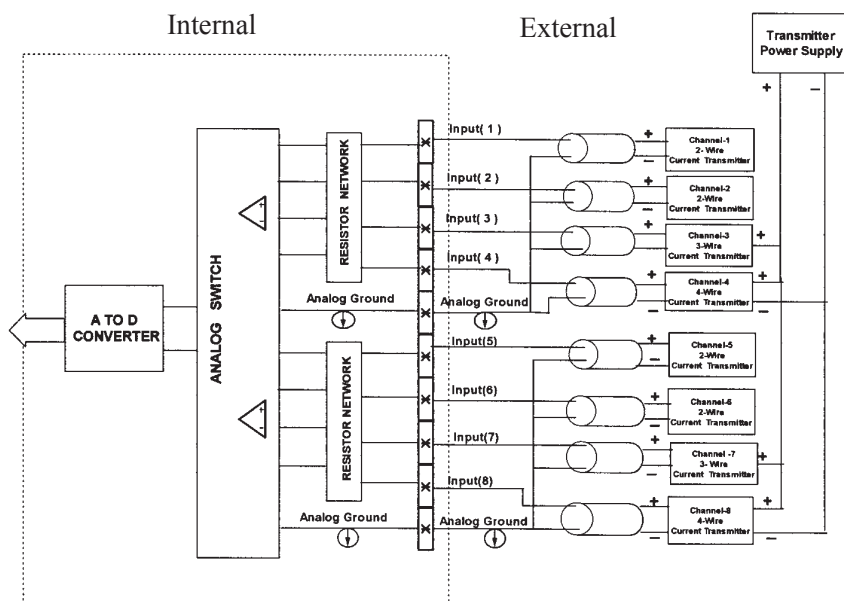 Internal
External
Transmitter
Power Supply
+
−
Input( 1 )
+
−
Channel-1
2- Wire
Current Transmitter
Input( 2 )
+
−
Channel-2
2-Wire
Current Transmitter
Input( 3 )
+
−
Channel-3
3-Wire
Current Transmitter
+
Input( 4 )
+
−
Channel-4
4-Wire
Current Transmitter
+
−
RESISTOR NETWORK
+
-
Analog Ground
Analog Ground
ANALOG SWITCH
A TO D
CONVERTER
Input(5)
+
−
Channel-5
2-Wire
Current Transmitter
Input(6)
+
−
Channel-6
2-Wire
Current Transmitter
RESISTOR NETWORK
+
-
Input(7)
+
−
Channel -7
3- Wire
Current Transmitter
+
Input(8)
+
−
Channel-8
4-Wire
Current Transmitter
+
−
Analog Ground
Analog Ground